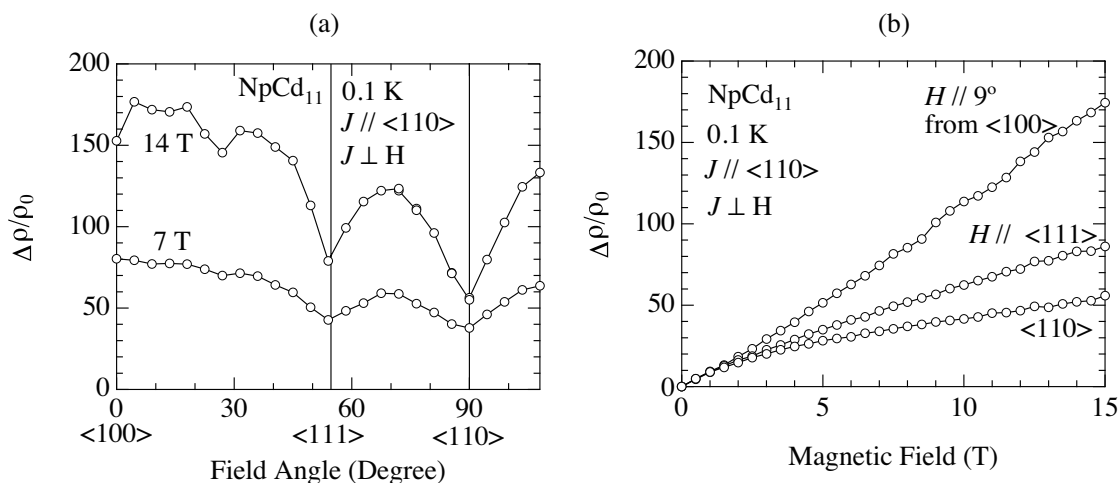 (a)
200
150
100
50
0
Δρ/ρ0
NpCd11
0.1 K
J // <110>
J ⊥ H
14 T
7 T
0 30 60 90
<100> <111> <110>
Field Angle (Degree)
(b)
200
150
100
50
0
Δρ/ρ0
NpCd11
0.1 K
J // <110>
J ⊥ H
H // 9º
from <100>
H // <111>
<110>
0 5 10 15
Magnetic Field (T)